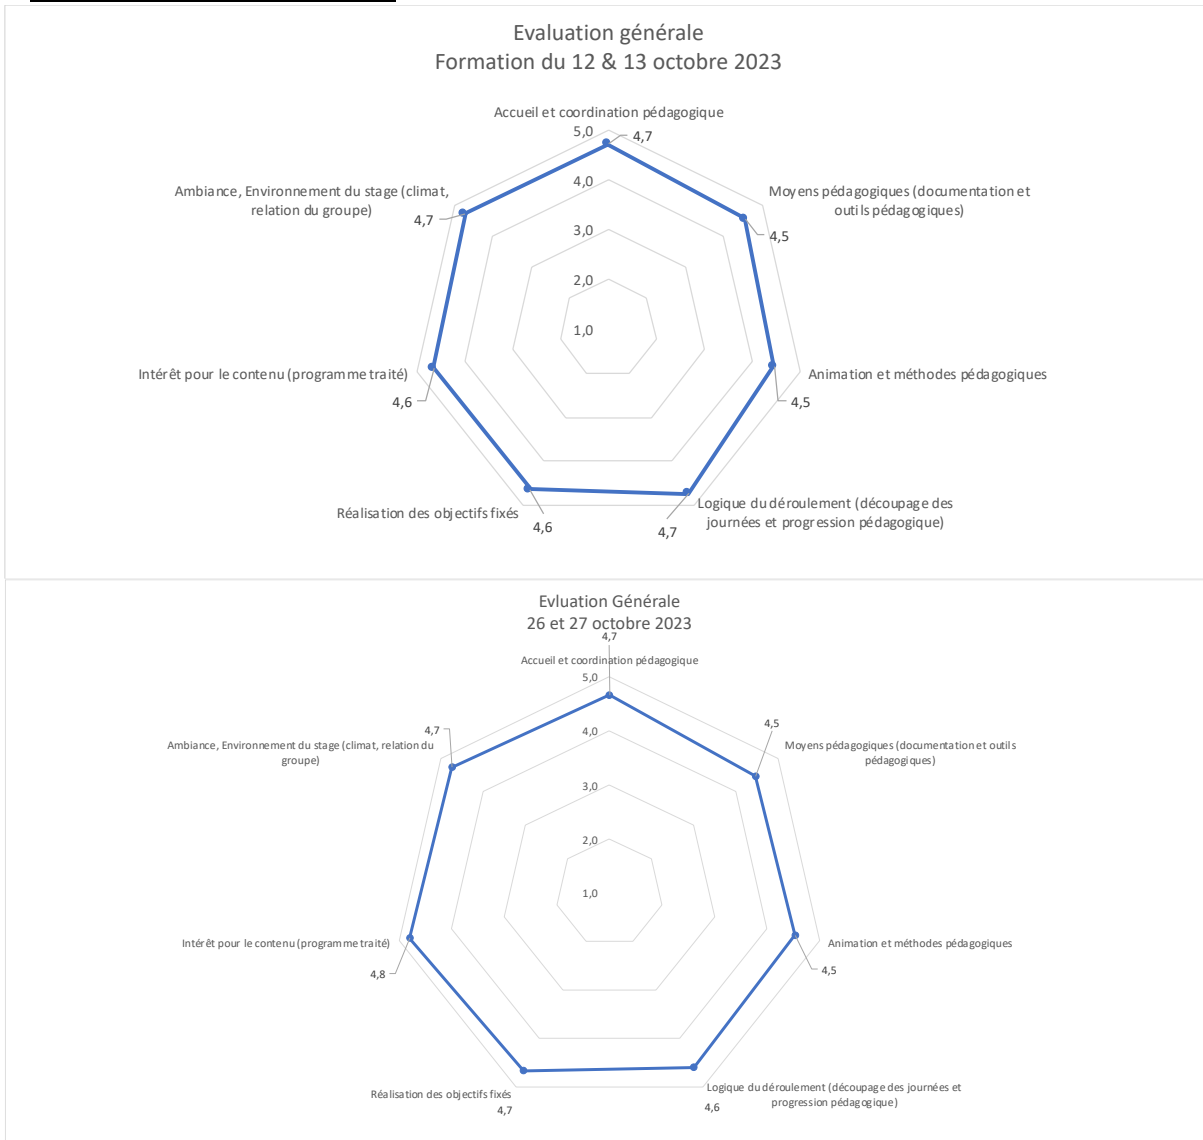 Evaluation générale
Formation du 12 & 13 octobre 2023
Accueil et coordination pédagogique
5,0
4,7
4,0
3,0
2,0
1,0
Moyens pédagogiques (documentation et
outils pédagogiques)
4,5
Animation et méthodes pédagogiques
4,5
Logique du déroulement (découpage des
journées et progression pédagogique)
4,7
Réalisation des objectifs fixés
4,6
Intérêt pour le contenu (programme traité)
4,6
Ambiance, Environnement du stage (climat,
relation du groupe)
4,7
Evluation Générale
26 et 27 octobre 2023
4,7
Accueil et coordination pédagogique
5,0
4,0
3,0
2,0
1,0
4,5
Moyens pédagogiques (documentation et outils
pédagogiques)
Animation et méthodes pédagogiques
4,5
Logique du déroulement (découpage des journées et
progression pédagogique)
4,6
Réalisation des objectifs fixés
4,7
Intérêt pour le contenu (programme traité)
4,8
4,7
Ambiance, Environnement du stage (climat, relation du
groupe)